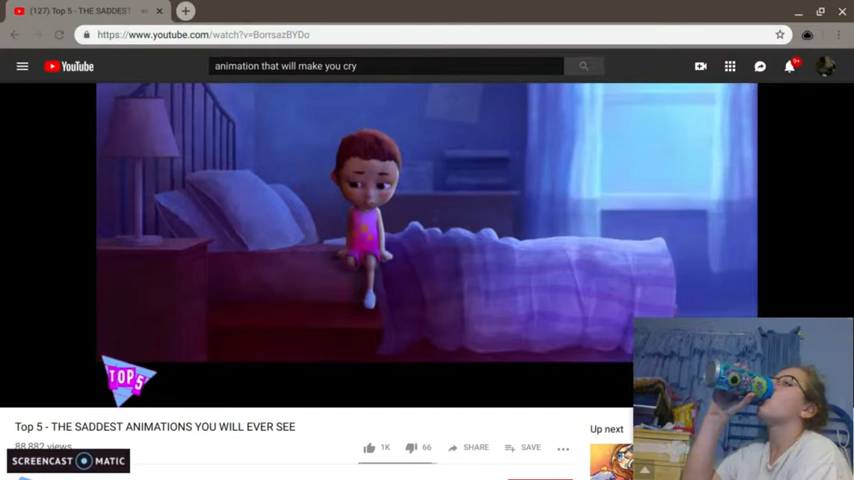 (127) Top 5 - THE SADDEST
https://www.youtube.com/watch?v=BorrsazBYDo
YouTube
animation that will make you cry
9+
TOP5
Top 5 - THE SADDEST ANIMATIONS YOU WILL EVER SEE
88,882 views
1K
66
SHARE
SAVE
Up next
SCREENCAST MATIC